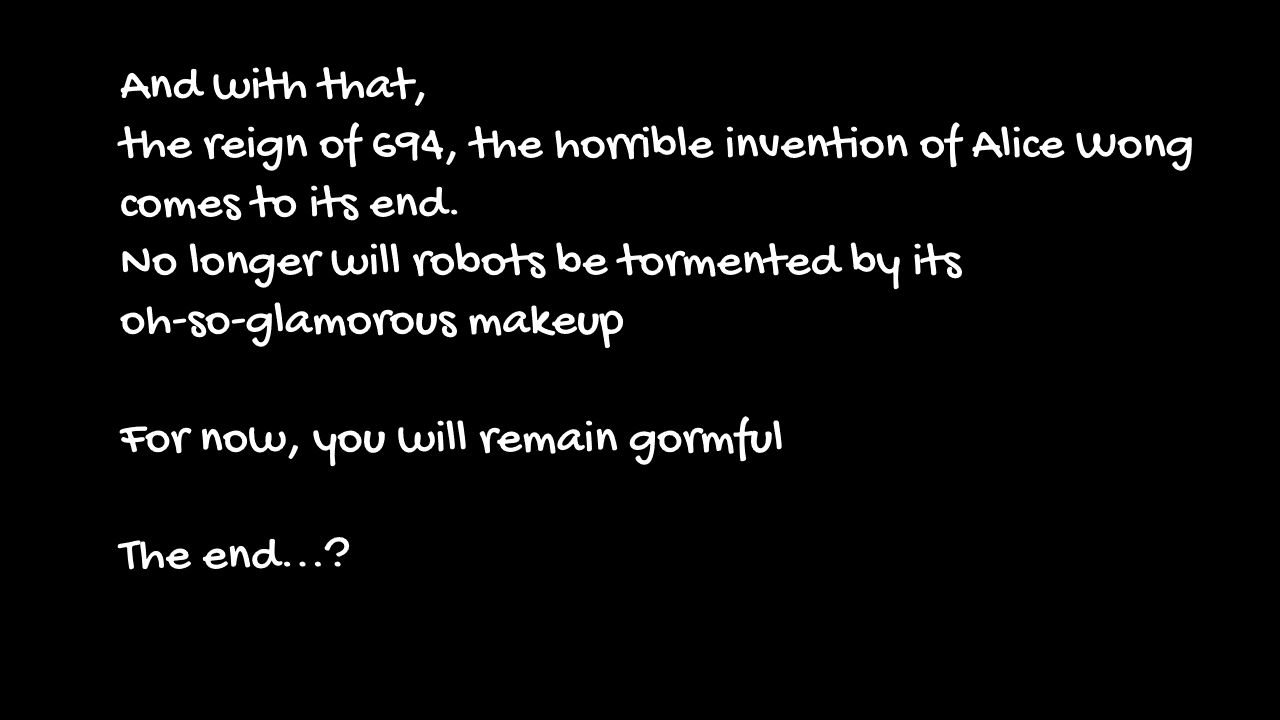 And with that,
the reign of 694, the horrible invention of Alice Wong
comes to its end.
No longer will robots be tormented by its
oh-so-glamorous makeup
For now, you will remain gormful
The end...?